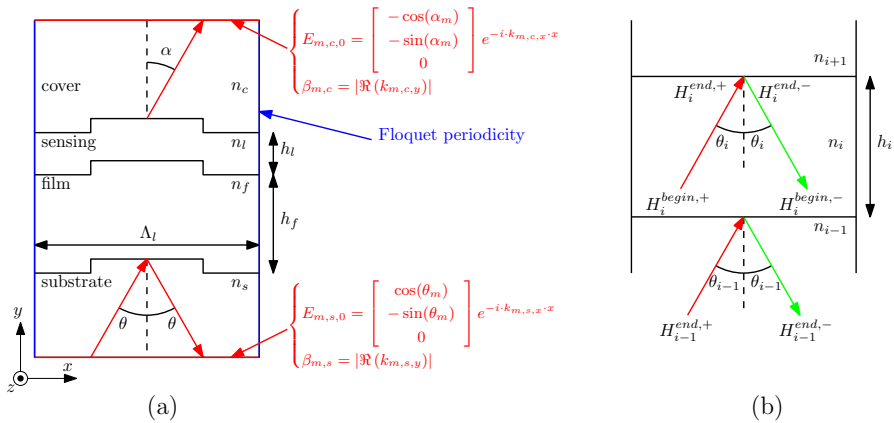 α
E_{m,c,0} = [ −cos(α_m) −sin(α_m) 0 ] e^{−i·k_{m,c,x}·x}
β_{m,c} = |ℜ(k_{m,c,y})|
cover
n_c
Floquet periodicity
sensing
n_l
h_l
film
n_f
h_f
Λ_l
substrate
n_s
θ θ
E_{m,s,0} = [ cos(θ_m) −sin(θ_m) 0 ] e^{−i·k_{m,s,x}·x}
β_{m,s} = |ℜ(k_{m,s,y})|
y
x
z
(a)
n_{i+1}
H_i^{end,+} H_i^{end,−}
θ_i θ_i
n_i
h_i
H_i^{begin,+} H_i^{begin,−}
n_{i−1}
θ_{i−1} θ_{i−1}
H_{i−1}^{end,+} H_{i−1}^{end,−}
(b)